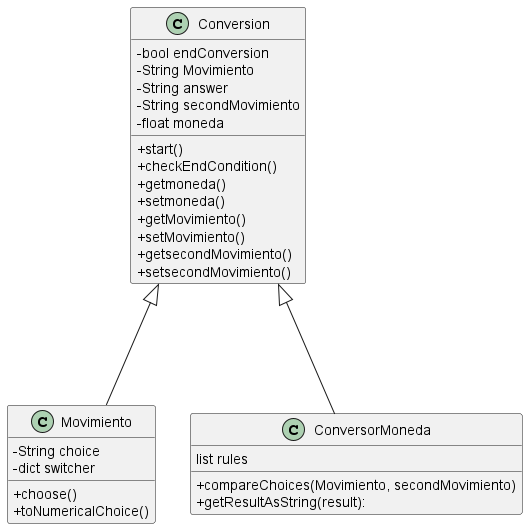 C Conversion
-bool endConversion
-String Movimiento
-String answer
-String secondMovimiento
-float moneda
+start()
+checkEndCondition()
+getmoneda()
+setmoneda()
+getMovimiento()
+setMovimiento()
+getsecondMovimiento()
+setsecondMovimiento()
C Movimiento
-String choice
-dict switcher
+choose()
+toNumericalChoice()
C ConversorMoneda
list rules
+compareChoices(Movimiento, secondMovimiento)
+getResultAsString(result):